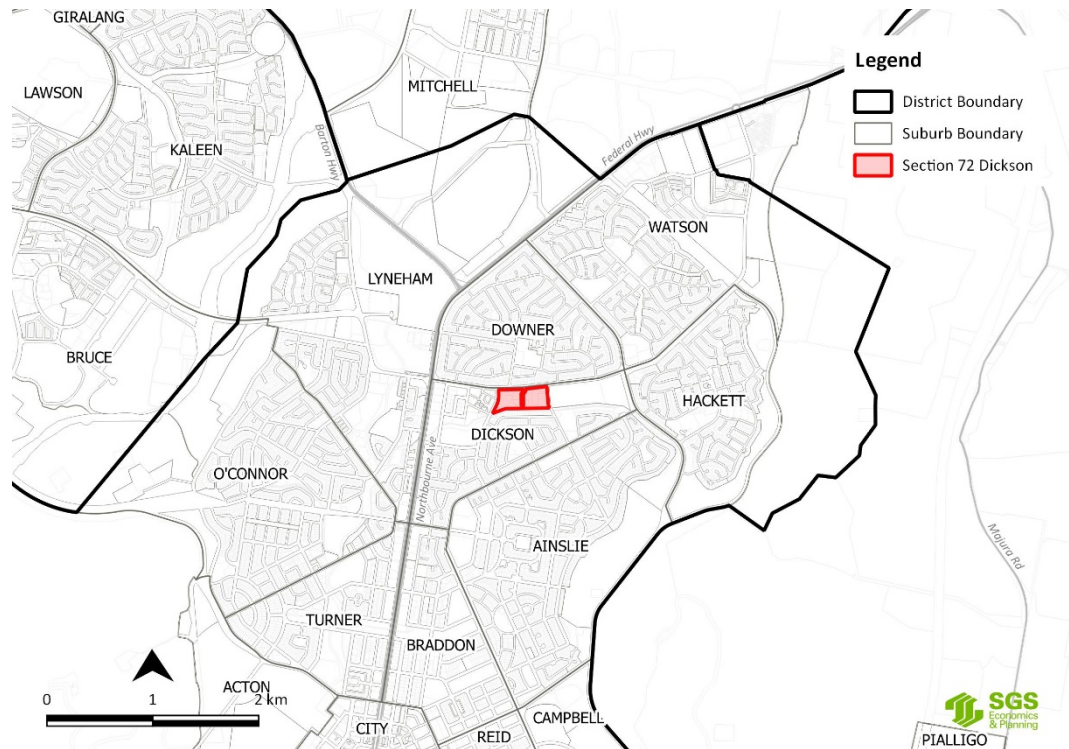 GIRALANG
LAWSON
MITCHELL
KALEEN
Barton Hwy
Federal Hwy
Legend
District Boundary
Suburb Boundary
Section 72 Dickson
WATSON
LYNEHAM
DOWNER
BRUCE
HACKETT
DICKSON
O'CONNOR
Northbourne Ave
AINSLIE
Majura Rd
TURNER
BRADDON
0 1 2 km
ACTON
CITY
CAMPBELL
REID
SGS
Economics
& Planning
PIALLIGO